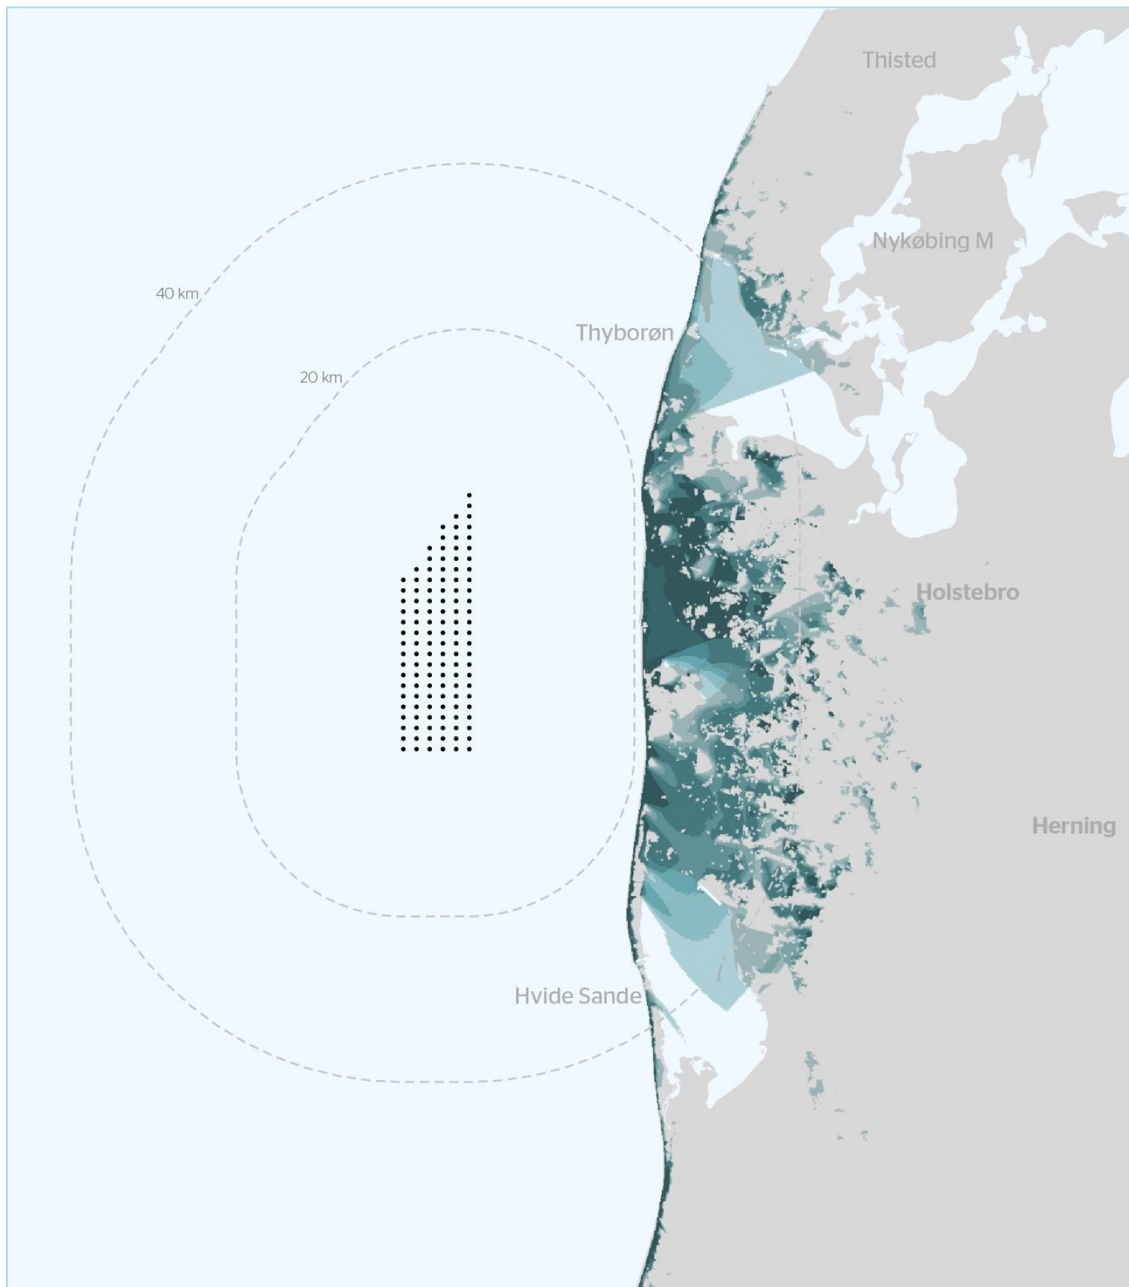 Thisted
Nykøbing M
40 km
Thyborøn
20 km
Holstebro
Herning
Hvide Sande